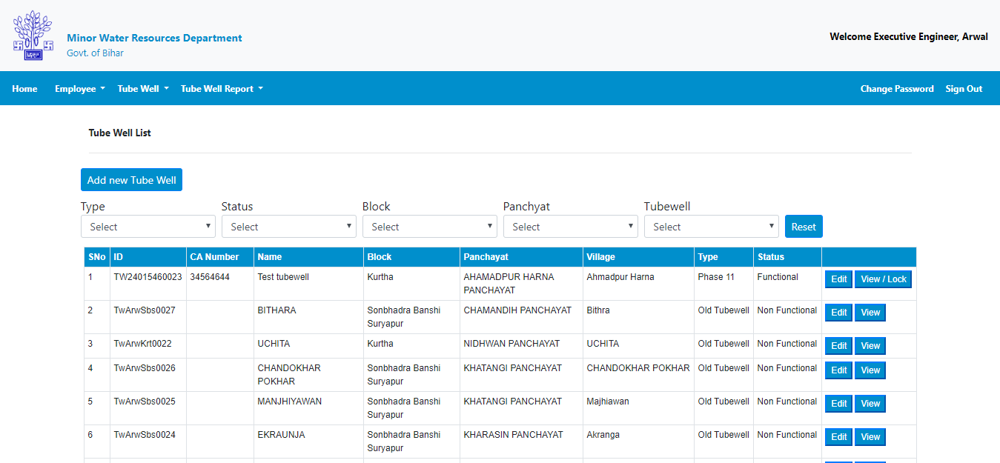 Minor Water Resources Department
Govt. of Bihar
Welcome Executive Engineer, Arwal
Home Employee Tube Well Tube Well Report Change Password Sign Out
Tube Well List
Add new Tube Well
Type Status Block Panchyat Tubewell
Select Select Select Select Select Reset
SNo ID CA Number Name Block Panchayat Village Type Status
1 TW24015460023 34564644 Test tubewell Kurtha AHAMADPUR HARNA Ahmadpur Harna Phase 11 Functional Edit View / Lock
PANCHAYAT
2 TwArwSbs0027 BITHARA Sonbhadra Banshi CHAMANDIH PANCHAYAT Bithra Old Tubewell Non Functional Edit View
Suryapur
3 TwArwKrt0022 UCHITA Kurtha NIDHWAN PANCHAYAT UCHITA Old Tubewell Non Functional Edit View
4 TwArwSbs0026 CHANDOKHAR Sonbhadra Banshi KHATANGI PANCHAYAT CHANDOKHAR POKHAR Old Tubewell Non Functional Edit View
POKHAR Suryapur
5 TwArwSbs0025 MANJHIYAWAN Sonbhadra Banshi KHATANGI PANCHAYAT Majhiawan Old Tubewell Non Functional Edit View
Suryapur
6 TwArwSbs0024 EKRAUNJA Sonbhadra Banshi KHARASIN PANCHAYAT Akranga Old Tubewell Non Functional Edit View
Suryapur